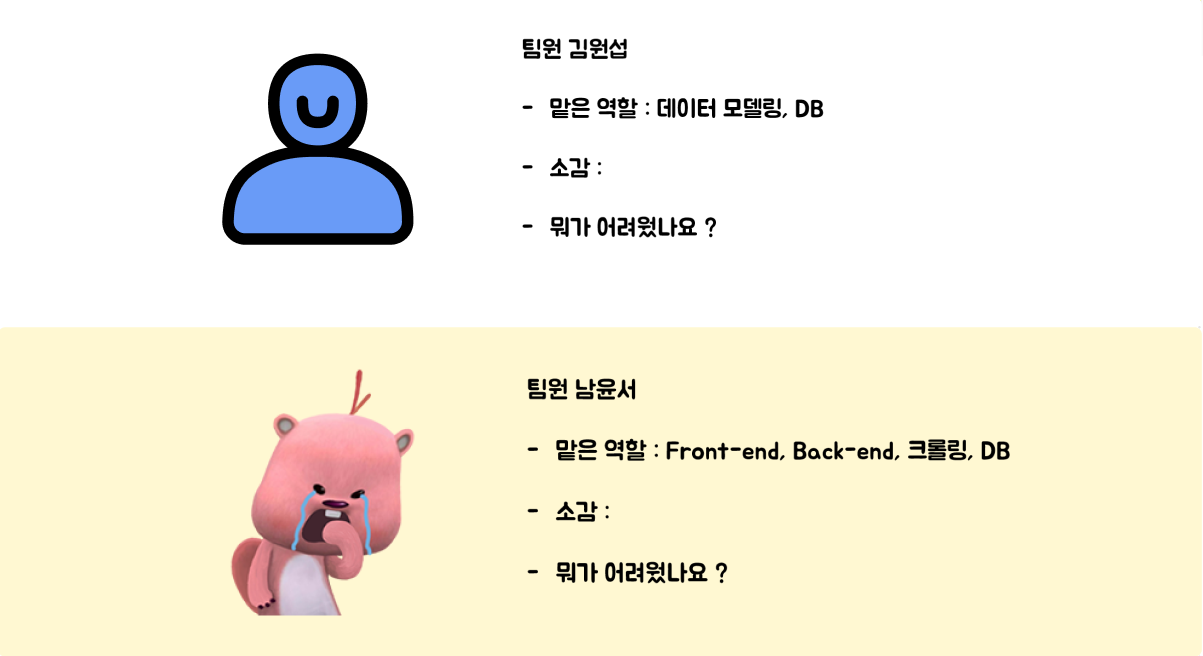 팀원 김원섭
- 맡은 역할 : 데이터 모델링, DB
- 소감 :
- 뭐가 어려웠나요 ?
팀원 남윤서
- 맡은 역할 : Front-end, Back-end, 크롤링, DB
- 소감 :
- 뭐가 어려웠나요 ?